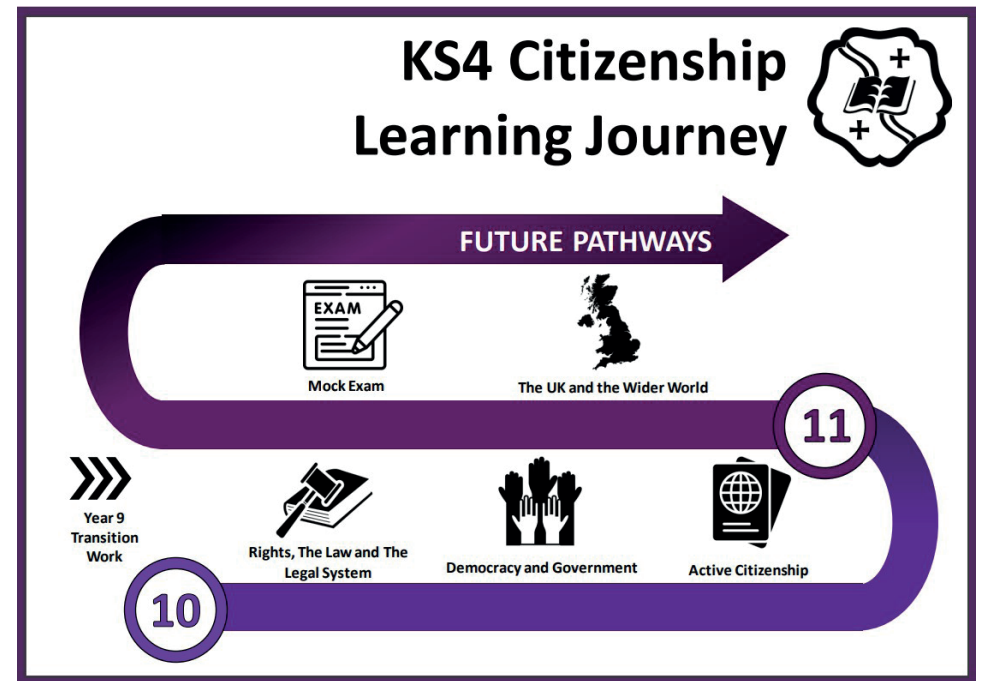 KS4 Citizenship
Learning Journey
FUTURE PATHWAYS
EXAM
Mock Exam
The UK and the Wider World
11
Year 9
Transition
Work
Rights, The Law and The
Legal System
Democracy and Government
Active Citizenship
10